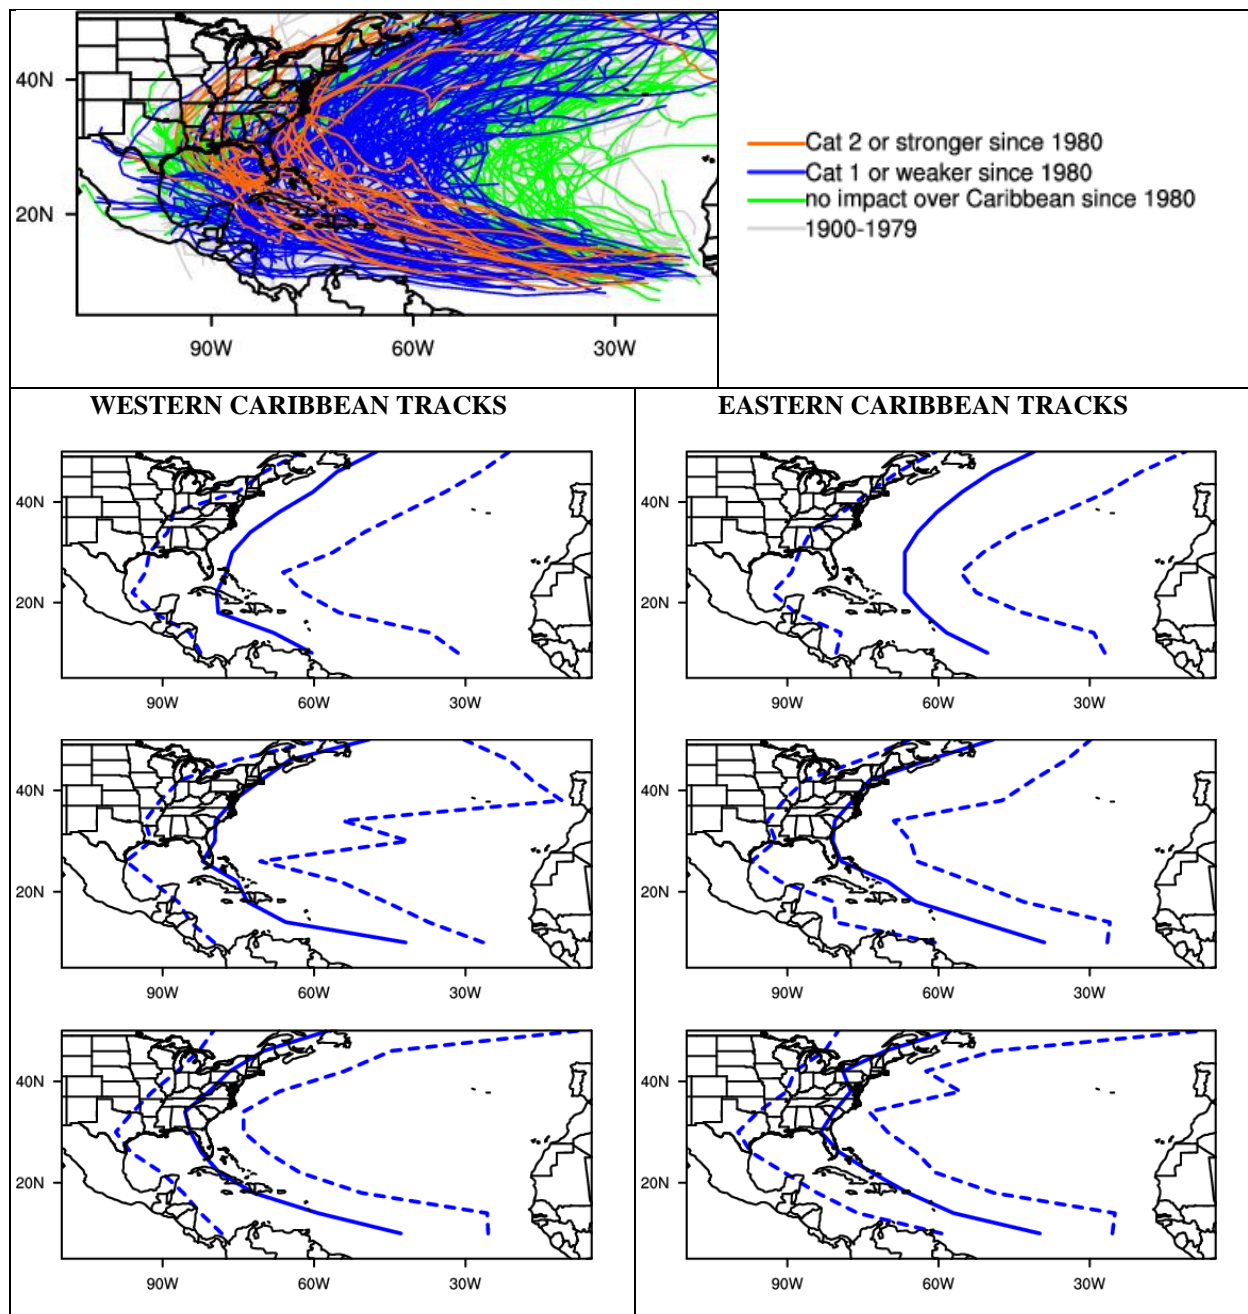 40N
20N
90W 60W 30W
Cat 2 or stronger since 1980
Cat 1 or weaker since 1980
no impact over Caribbean since 1980
1900-1979
WESTERN CARIBBEAN TRACKS
40N
20N
90W 60W 30W
40N
20N
90W 60W 30W
40N
20N
90W 60W 30W
EASTERN CARIBBEAN TRACKS
40N
20N
90W 60W 30W
40N
20N
90W 60W 30W
40N
20N
90W 60W 30W